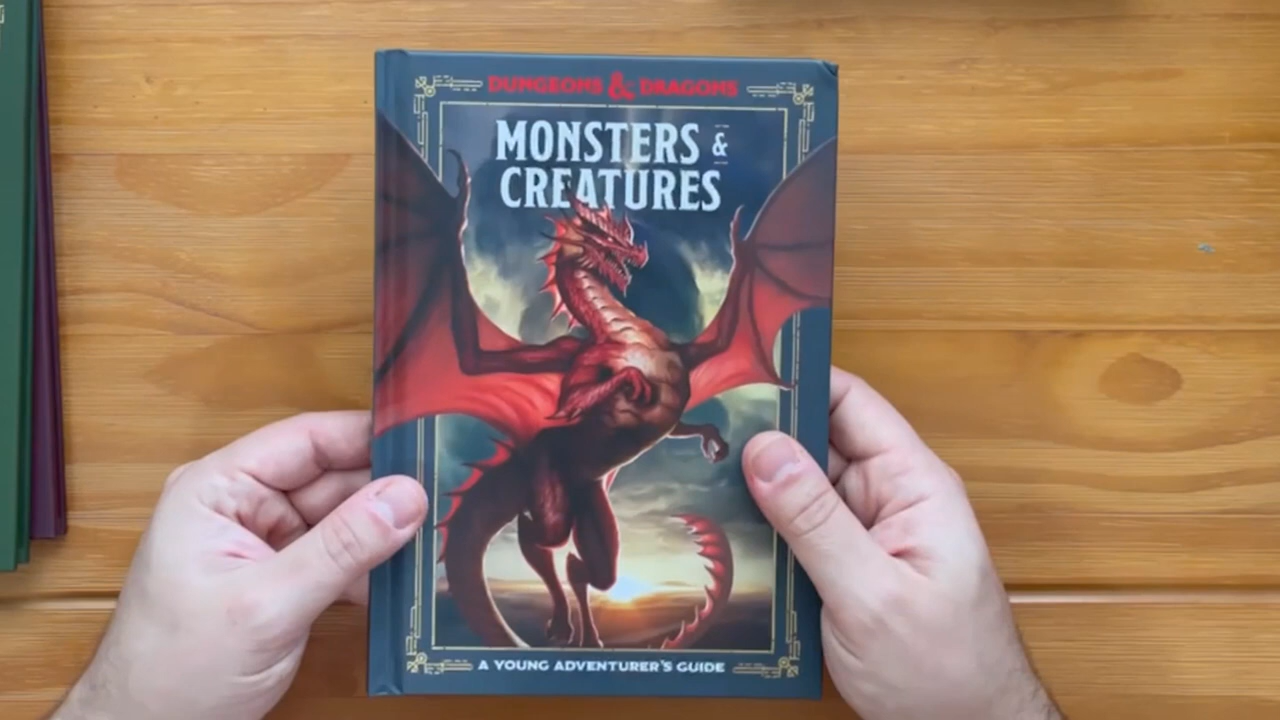 DUNGEONS & DRAGONS
MONSTERS &
CREATURES
A YOUNG ADVENTURER'S GUIDE